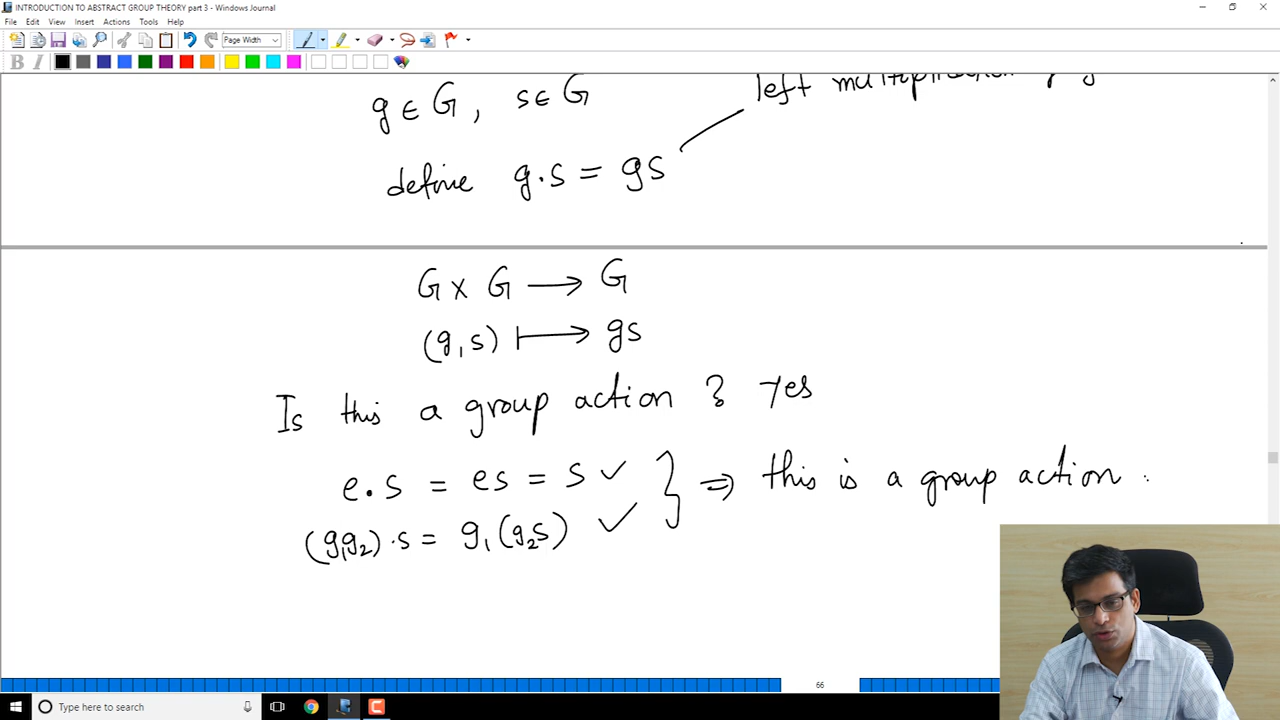 INTRODUCTION TO ABSTRACT GROUP THEORY part 3 - Windows Journal
File Edit View Insert Actions Tools Help
Page Width
B I
left multiplication
g ∈ G, s ∈ G
define g.s = gs
G x G ⟶ G
(g,s) ⟼ gs
Is this a group action ? Yes
e.s = es = s ✓
(g₁g₂).s = g₁(g₂s) ✓
} ⇒ this is a group action .
66
Type here to search